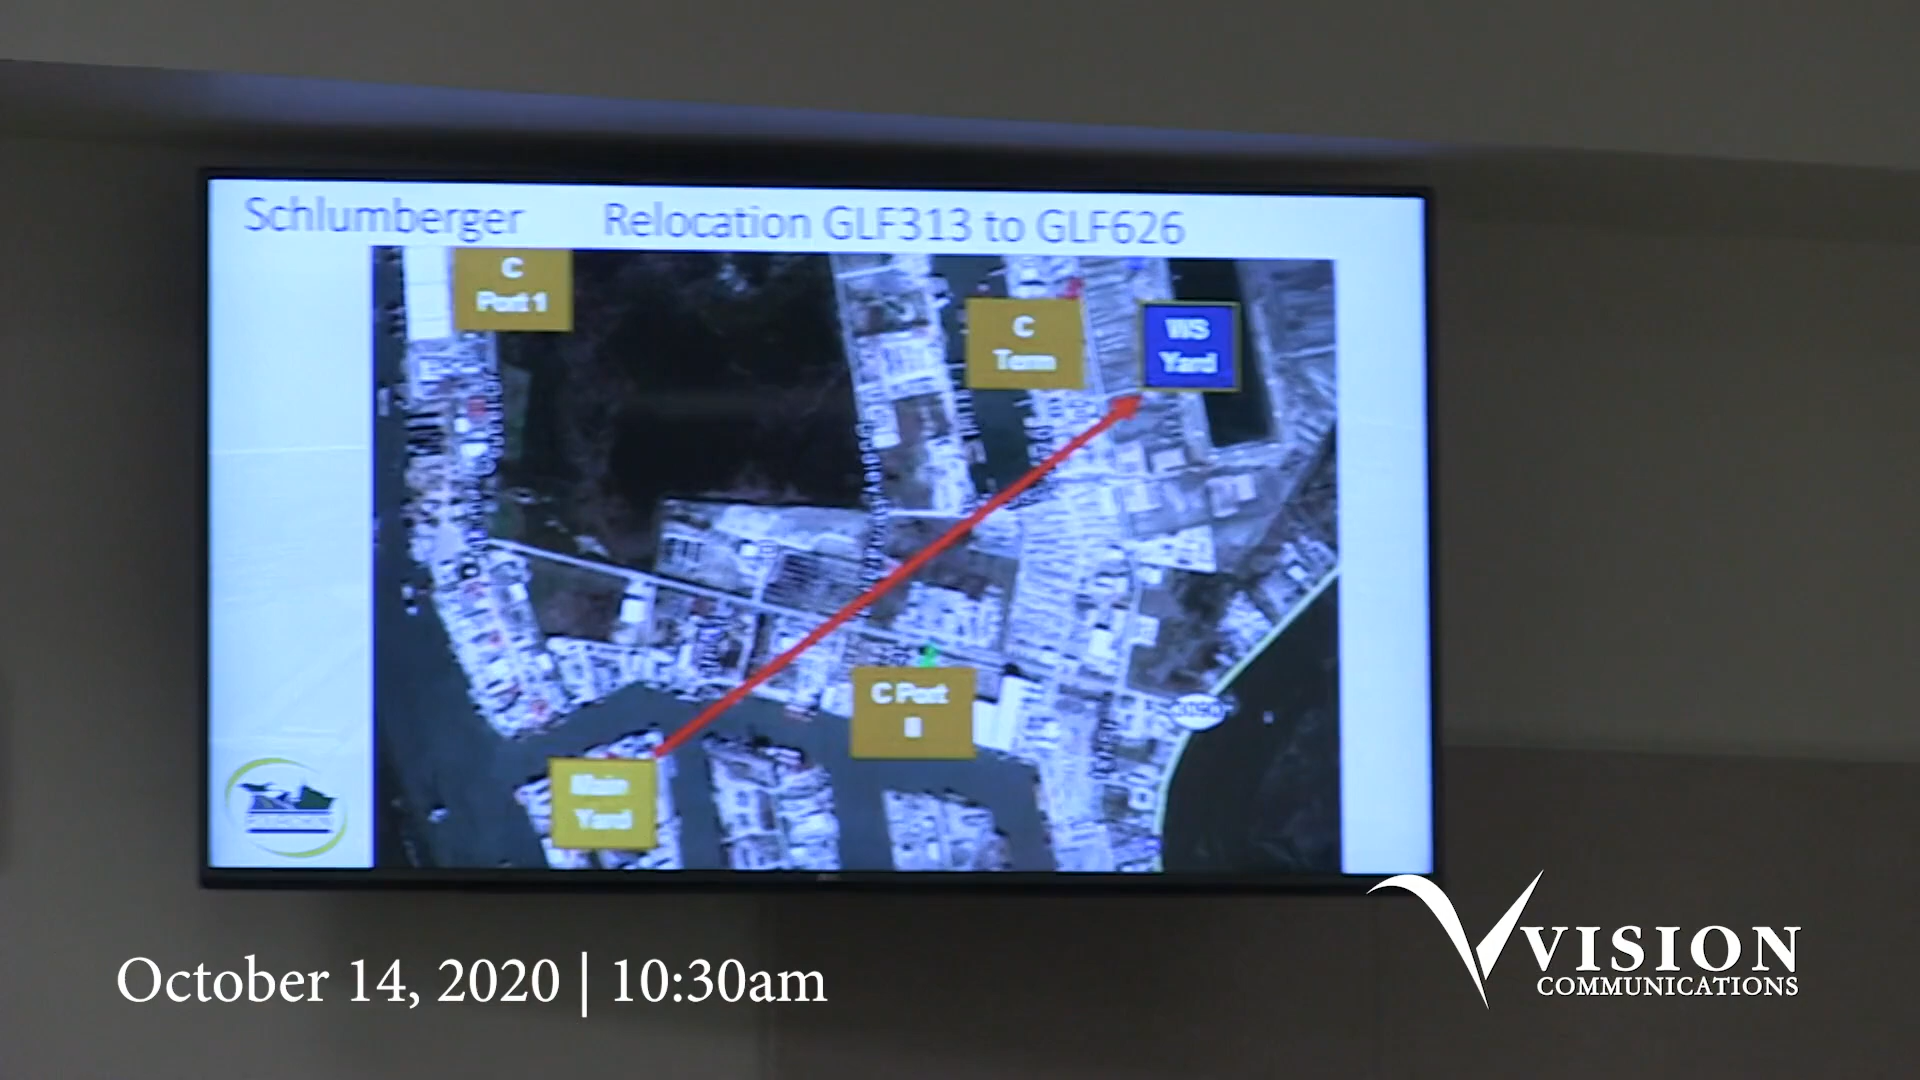 Schlumberger Relocation GLF313 to GLF626
C
Port 1
C
Term
WS
Yard
C Port
II
Main
Yard
October 14, 2020 | 10:30am
VISION
COMMUNICATIONS